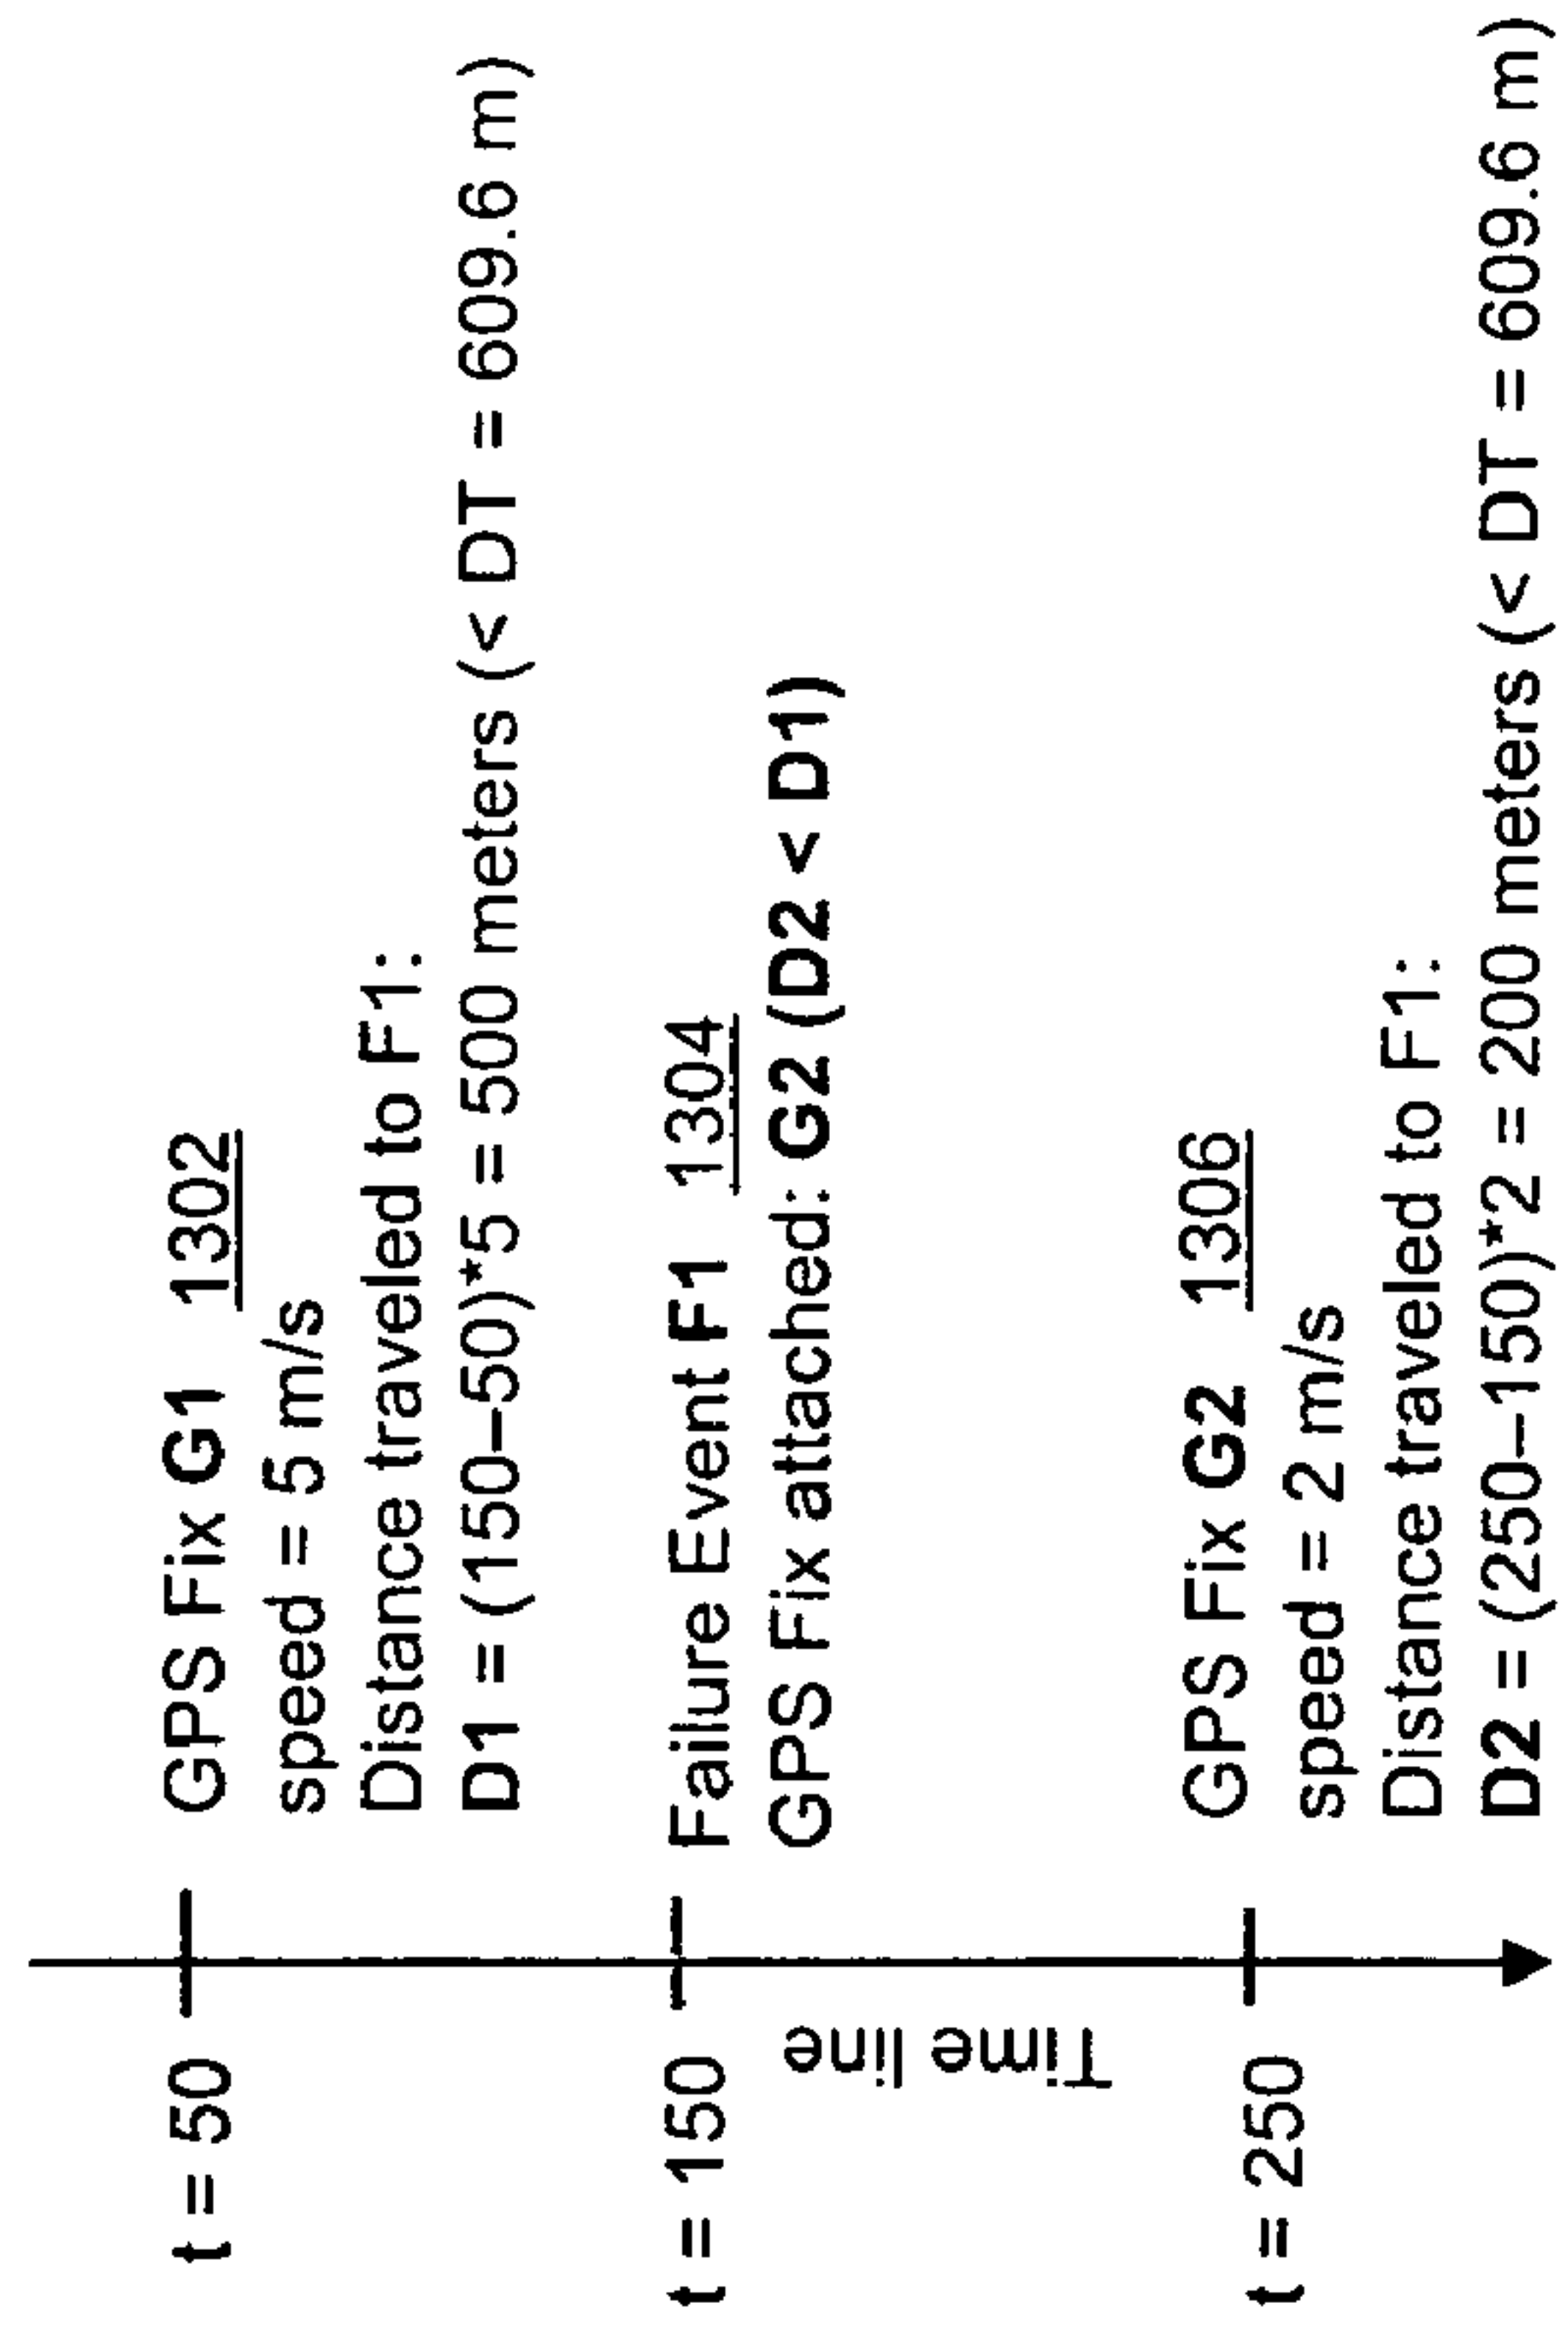 t = 50
GPS Fix G1 1302
speed = 5 m/s
Distance traveled to F1:
D1 = (150–50)*5 = 500 meters (< DT = 609.6 m)
t = 150
Failure Event F1 1304
GPS Fix attached: G2 (D2 < D1)
Time line
t = 250
GPS Fix G2 1306
speed = 2 m/s
Distance traveled to F1:
D2 = (250–150)*2 = 200 meters (< DT = 609.6 m)